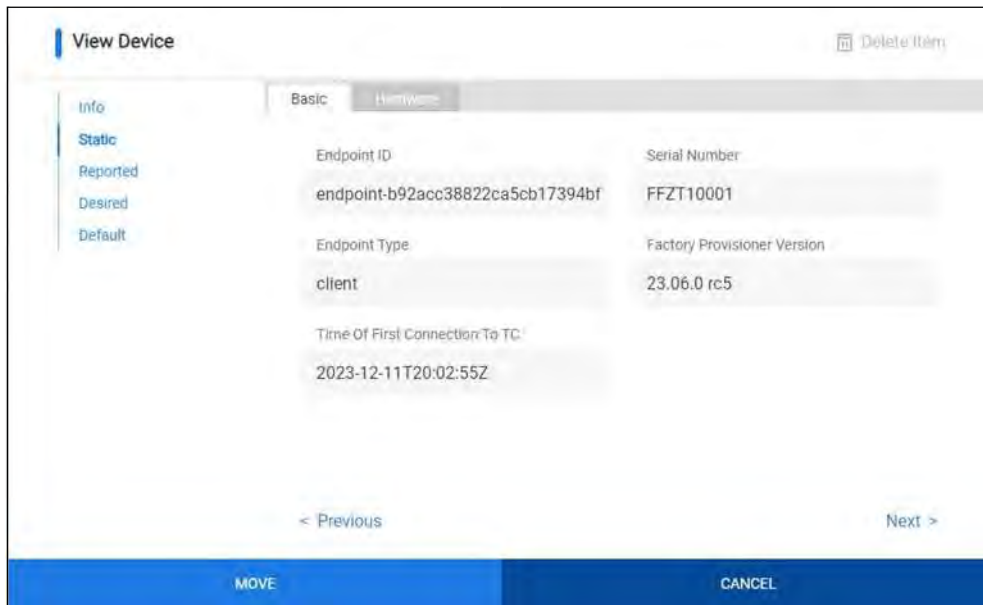 View Device
Delete Item
Info
Static
Reported
Desired
Default
Basic
Hardware
Endpoint ID
Serial Number
endpoint-b92acc38822ca5cb17394bf
FFZT10001
Endpoint Type
Factory Provisioner Version
client
23.06.0 rc5
Time Of First Connection To TC
2023-12-11T20:02:55Z
< Previous
Next >
MOVE
CANCEL